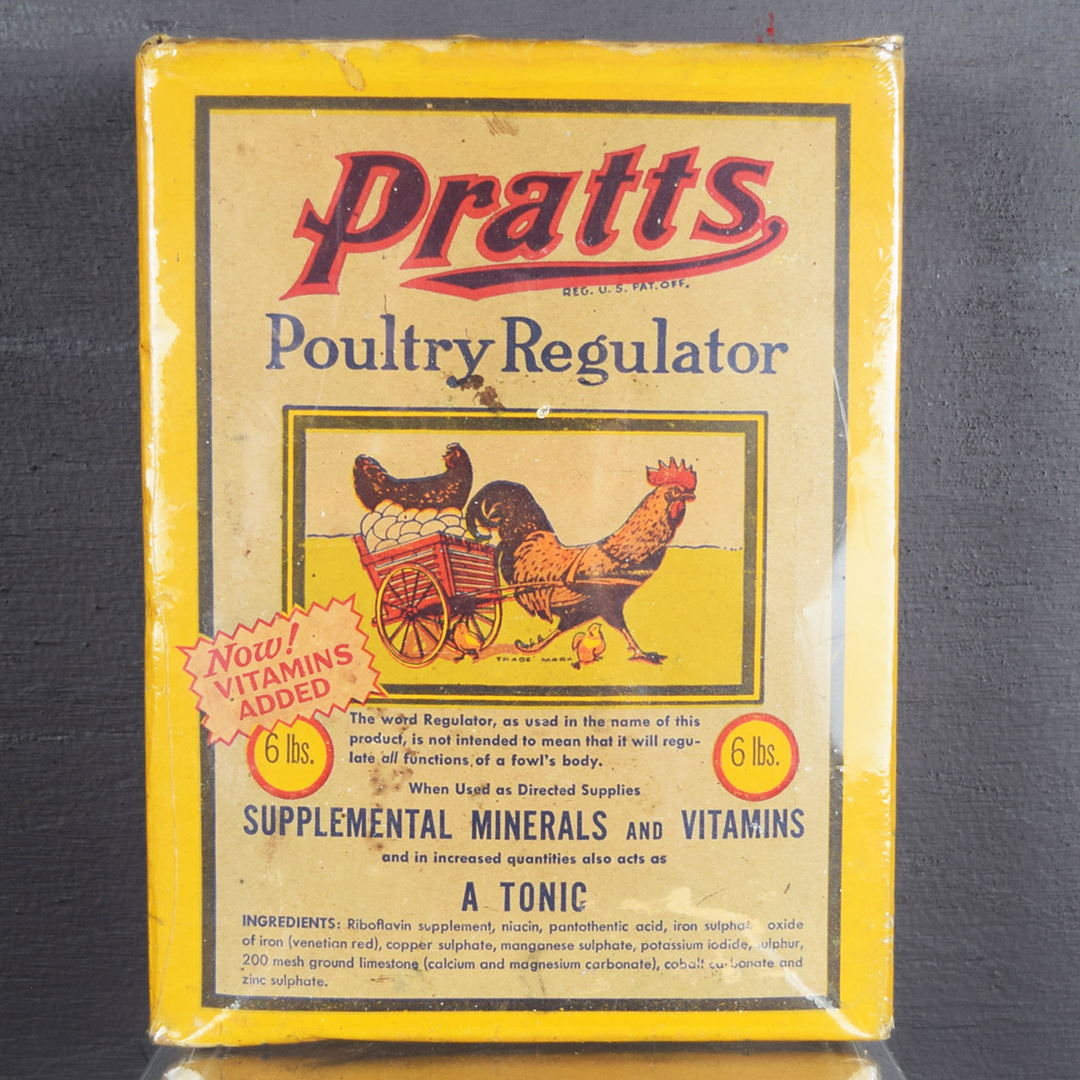 Pratts
REG. U. S. PAT. OFF.
Poultry Regulator
TRADE MARK
Now!
VITAMINS
ADDED
6 lbs.
6 lbs.
The word Regulator, as used in the name of this
product, is not intended to mean that it will regu-
late all functions of a fowl's body.
When Used as Directed Supplies
SUPPLEMENTAL MINERALS AND VITAMINS
and in increased quantities also acts as
A TONIC
INGREDIENTS: Riboflavin supplement, niacin, pantothentic acid, iron sulphate, oxide
of iron (venetian red), copper sulphate, manganese sulphate, potassium iodide, sulphur,
200 mesh ground limestone (calcium and magnesium carbonate), cobalt carbonate and
zinc sulphate.